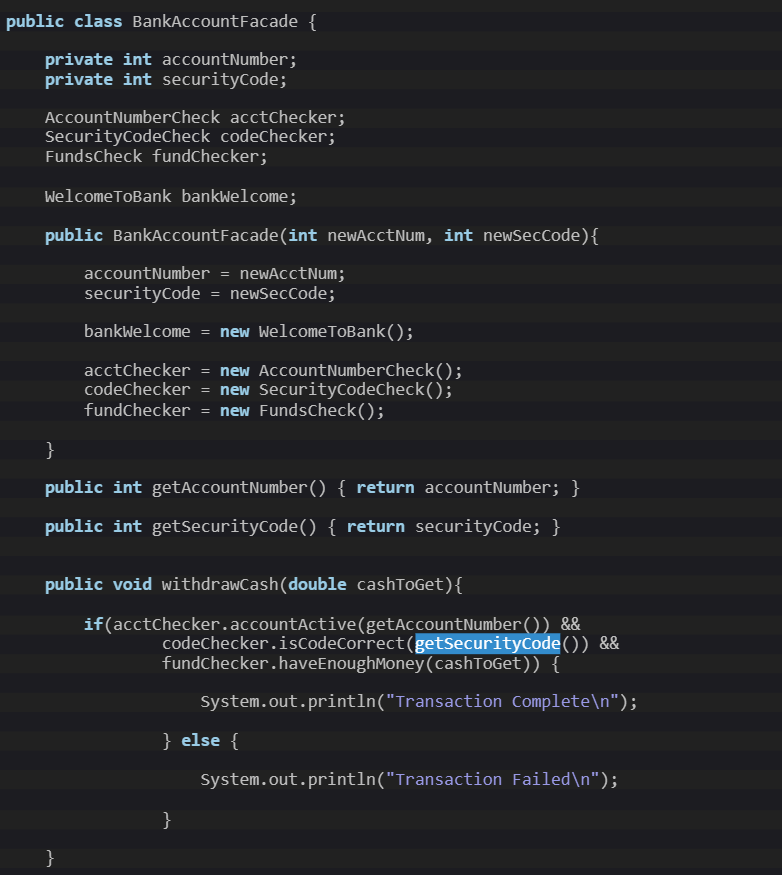 public class BankAccountFacade {
private int accountNumber;
private int securityCode;
AccountNumberCheck acctChecker;
SecurityCodeCheck codeChecker;
FundsCheck fundChecker;
WelcomeToBank bankWelcome;
public BankAccountFacade(int newAcctNum, int newSecCode){
accountNumber = newAcctNum;
securityCode = newSecCode;
bankWelcome = new WelcomeToBank();
acctChecker = new AccountNumberCheck();
codeChecker = new SecurityCodeCheck();
fundChecker = new FundsCheck();
}
public int getAccountNumber() { return accountNumber; }
public int getSecurityCode() { return securityCode; }
public void withdrawCash(double cashToGet){
if(acctChecker.accountActive(getAccountNumber()) &&
codeChecker.isCodeCorrect(getSecurityCode()) &&
fundChecker.haveEnoughMoney(cashToGet)) {
System.out.println("Transaction Complete\n");
} else {
System.out.println("Transaction Failed\n");
}
}